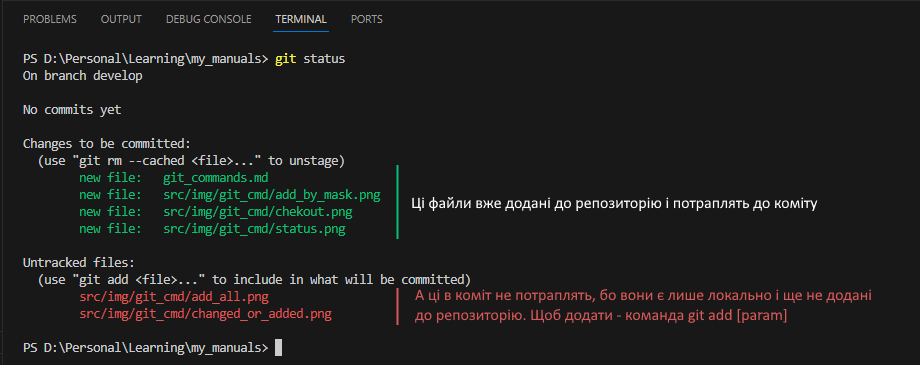 PROBLEMS OUTPUT DEBUG CONSOLE TERMINAL PORTS
PS D:\Personal\Learning\my_manuals> git status
On branch develop
No commits yet
Changes to be committed:
(use "git rm --cached <file>..." to unstage)
new file: git_commands.md
new file: src/img/git_cmd/add_by_mask.png
new file: src/img/git_cmd/chekout.png
new file: src/img/git_cmd/status.png
Ці файли вже додані до репозиторію і потраплять до коміту
Untracked files:
(use "git add <file>..." to include in what will be committed)
src/img/git_cmd/add_all.png
src/img/git_cmd/changed_or_added.png
А ці в коміт не потраплять, бо вони є лише локально і ще не додані
до репозиторію. Щоб додати - команда git add [param]
PS D:\Personal\Learning\my_manuals>